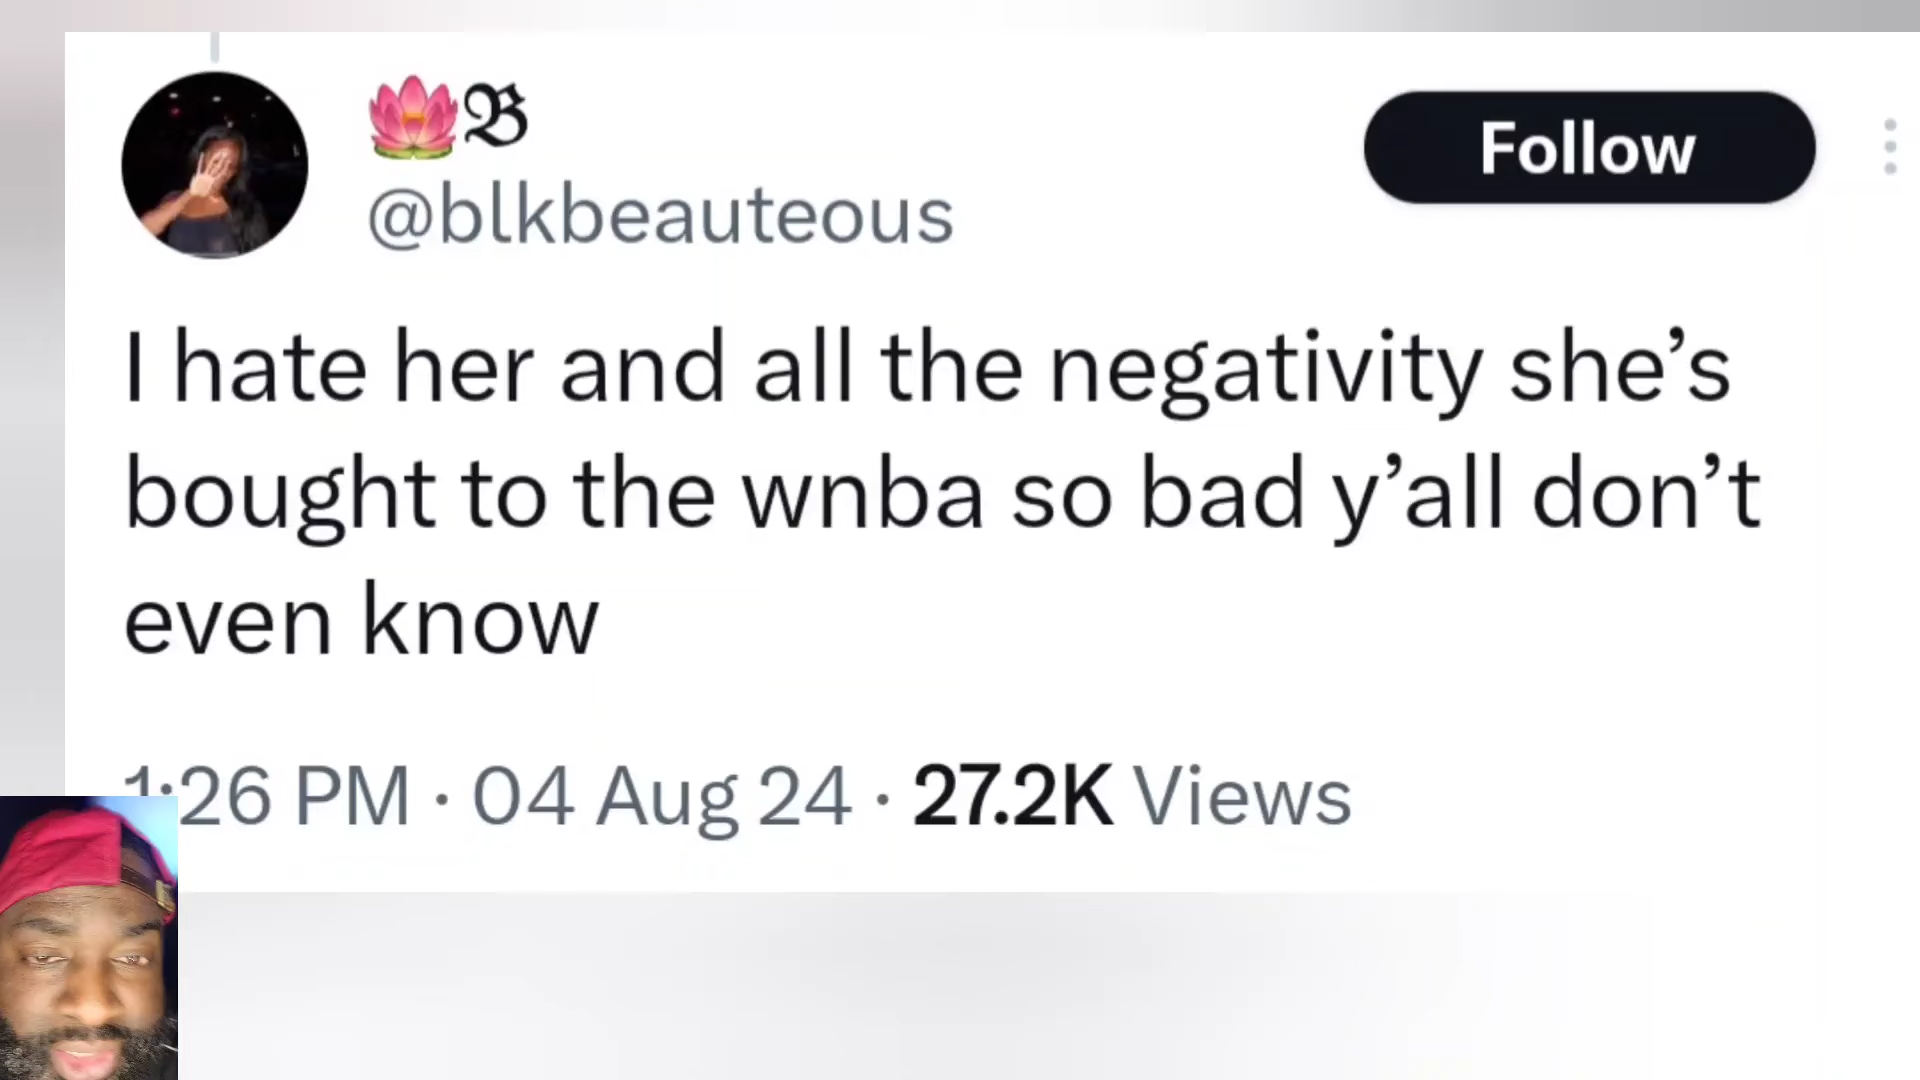 🪷𝕭
@blkbeauteous
Follow
I hate her and all the negativity she’s
bought to the wnba so bad y’all don’t
even know
1:26 PM · 04 Aug 24 · 27.2K Views